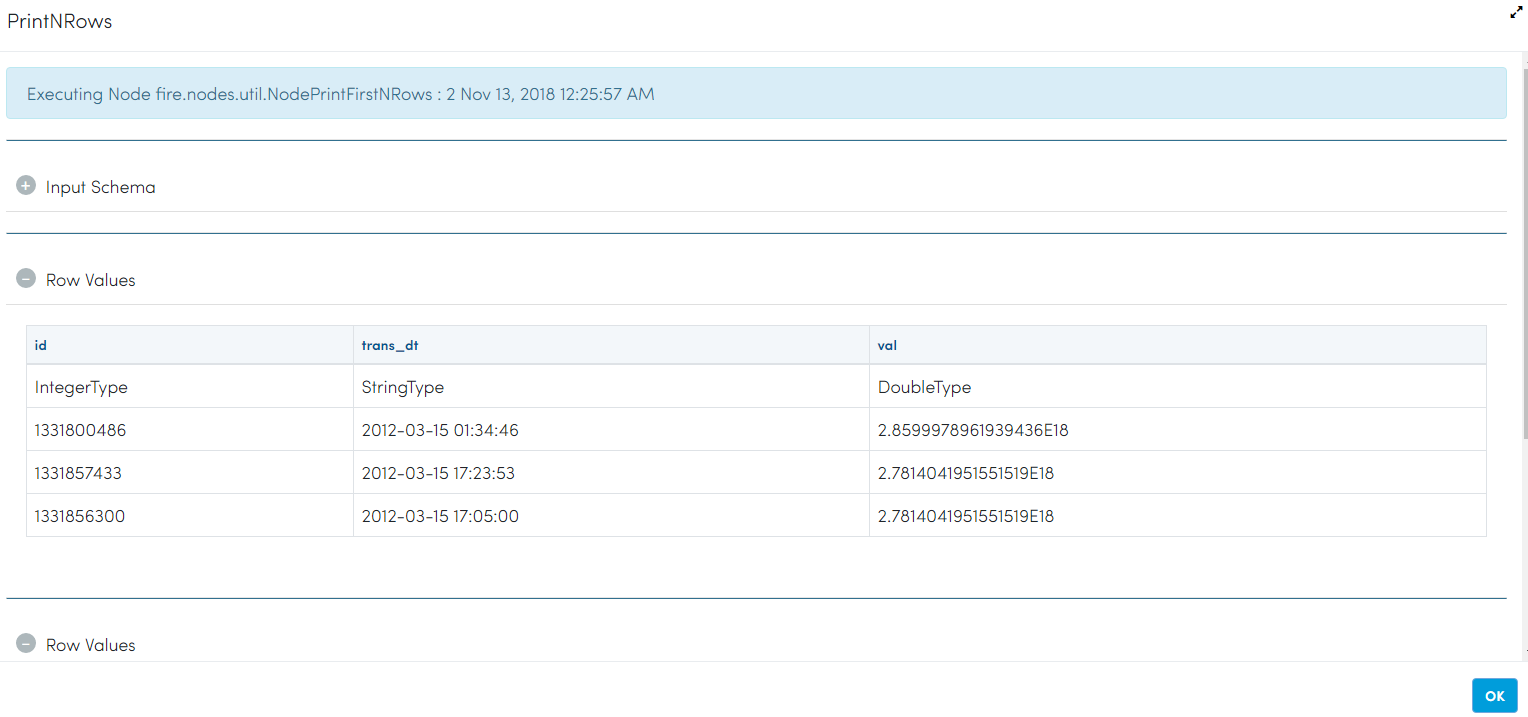 PrintNRows
Executing Node fire.nodes.util.NodePrintFirstNRows : 2 Nov 13, 2018 12:25:57 AM
Input Schema
Row Values
id trans_dt val
IntegerType StringType DoubleType
1331800486 2012-03-15 01:34:46 2.8599978961939436E18
1331857433 2012-03-15 17:23:53 2.7814041951551519E18
1331856300 2012-03-15 17:05:00 2.7814041951551519E18
Row Values
OK